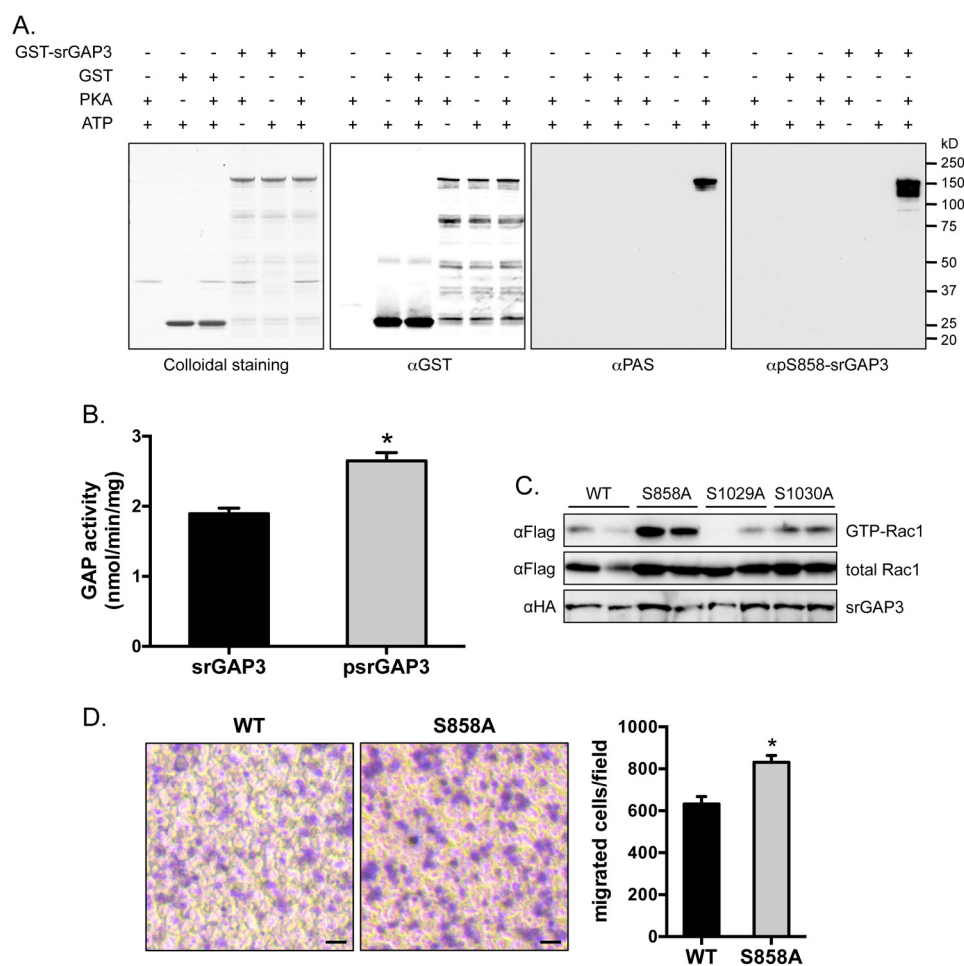 A.
GST-srGAP3 - - - + + + - - - + + + - - - + + + - - - + + +
GST - + + - - - - + + - - - - + + - - - - + + - - -
PKA + - + + - + + - + + - + + - + + - + + - + + - +
ATP + + + - + + + + + - + + + + + - + + + + + - + +
kD
250
150
100
75
50
37
25
20
Colloidal staining αGST αPAS αpS858-srGAP3
B.
GAP activity
(nmol/min/mg)
3
2
1
0
*
srGAP3 psrGAP3
C.
WT S858A S1029A S1030A
αFlag GTP-Rac1
αFlag total Rac1
αHA srGAP3
D.
WT S858A
migrated cells/field
1000
800
600
400
200
0
*
WT S858A